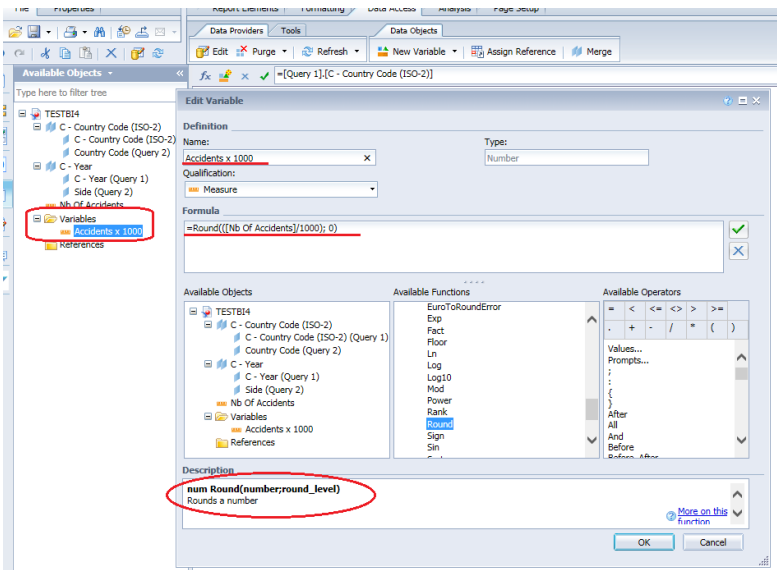 File Properties
Report Elements Formatting Data Access Analysis Page Setup
Data Providers Tools Data Objects
Edit Purge Refresh New Variable Assign Reference Merge
Available Objects
=[Query 1].[C - Country Code (ISO-2)]
Type here to filter tree
TESTBI4
C - Country Code (ISO-2)
C - Country Code (ISO-2)
Country Code (Query 2)
C - Year
C - Year (Query 1)
Side (Query 2)
Nb Of Accidents
Variables
Accidents x 1000
References
Edit Variable
Definition
Name: Type:
Accidents x 1000 Number
Qualification:
Measure
Formula
=Round(([Nb Of Accidents]/1000); 0)
Available Objects
TESTBI4
C - Country Code (ISO-2)
C - Country Code (ISO-2) (Query 1)
Country Code (Query 2)
C - Year
C - Year (Query 1)
Side (Query 2)
Nb Of Accidents
Variables
Accidents x 1000
References
Available Functions
EuroToRoundError
Exp
Fact
Floor
Ln
Log
Log10
Mod
Power
Rank
Round
Sign
Sin
Available Operators
= < <= <> > >=
. + - / * ( )
Values...
Prompts...
;
:
{
}
After
All
And
Before
Before After
Description
num Round(number;round_level)
Rounds a number
More on this
function
OK Cancel